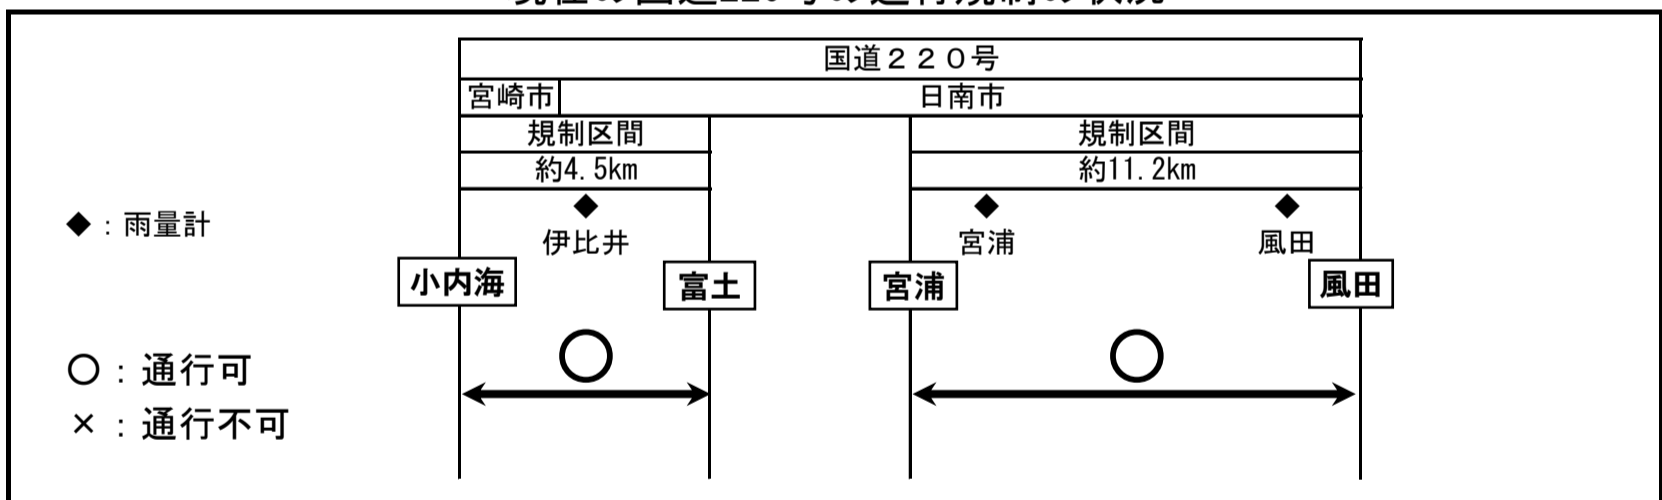 国道２２０号
宮崎市 日南市
規制区間 規制区間
約4.5km 約11.2km
◆：雨量計
◆ ◆ ◆
伊比井 宮浦 風田
小内海 富土 宮浦 風田
○：通行可
×：通行不可